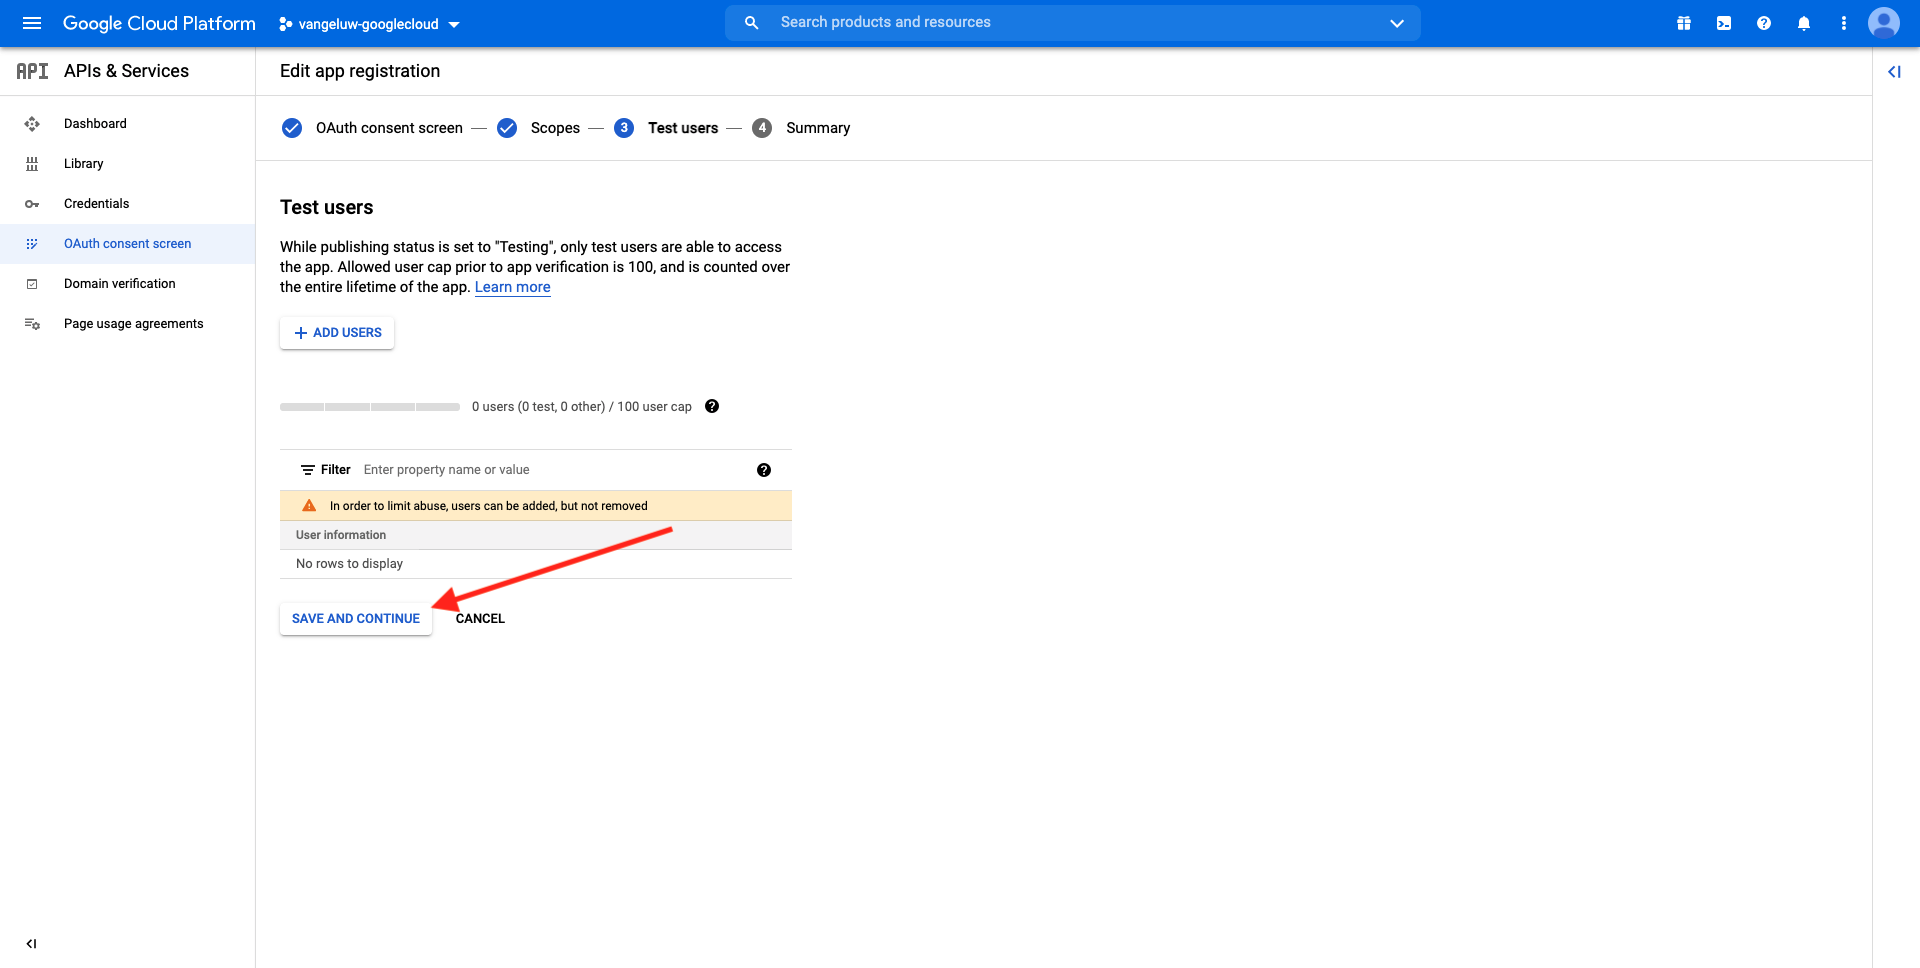 Google Cloud Platform
vangeluw-googlecloud
Search products and resources
API
APIs & Services
Edit app registration
Dashboard
Library
Credentials
OAuth consent screen
Domain verification
Page usage agreements
OAuth consent screen
Scopes
3
Test users
4
Summary
Test users
While publishing status is set to "Testing", only test users are able to access
the app. Allowed user cap prior to app verification is 100, and is counted over
the entire lifetime of the app. Learn more
ADD USERS
0 users (0 test, 0 other) / 100 user cap
Filter Enter property name or value
In order to limit abuse, users can be added, but not removed
User information
No rows to display
SAVE AND CONTINUE
CANCEL